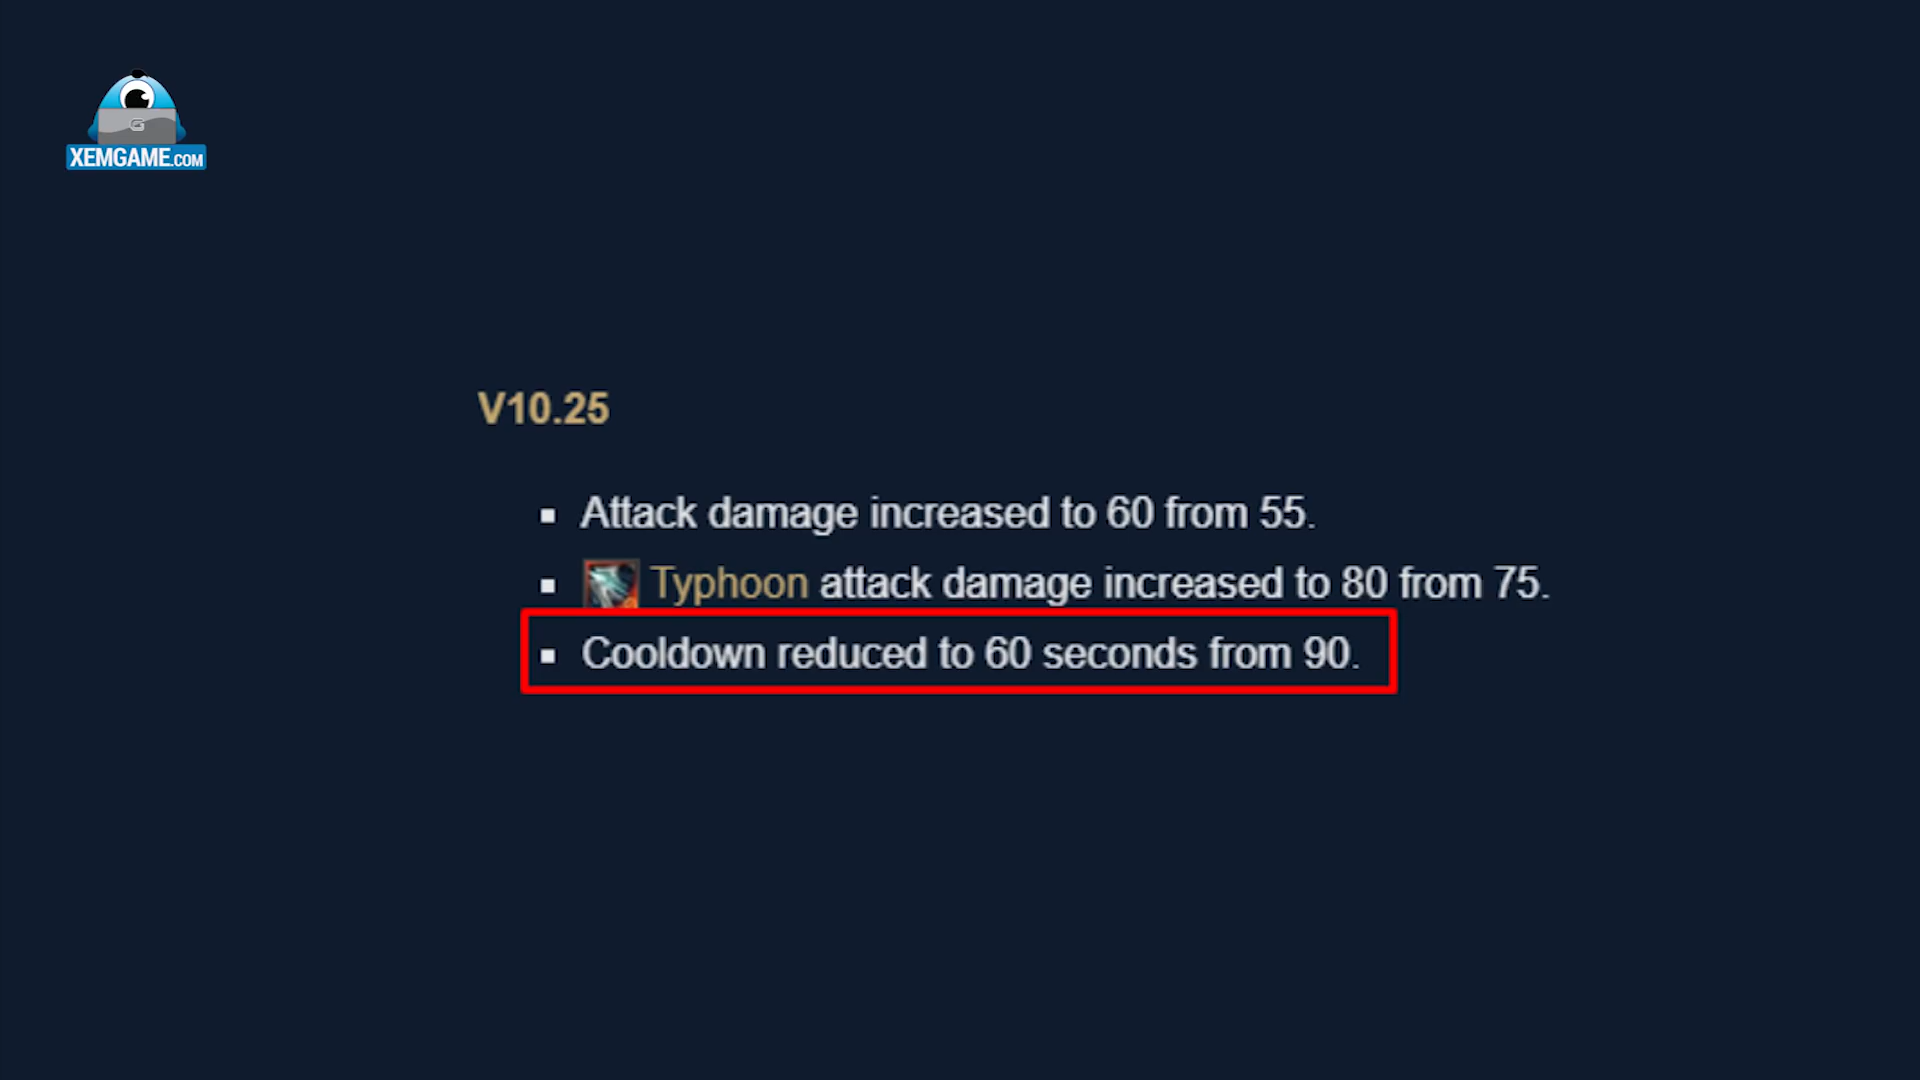 G
XEMGAME.COM
V10.25
Attack damage increased to 60 from 55.
Typhoon attack damage increased to 80 from 75.
Cooldown reduced to 60 seconds from 90.